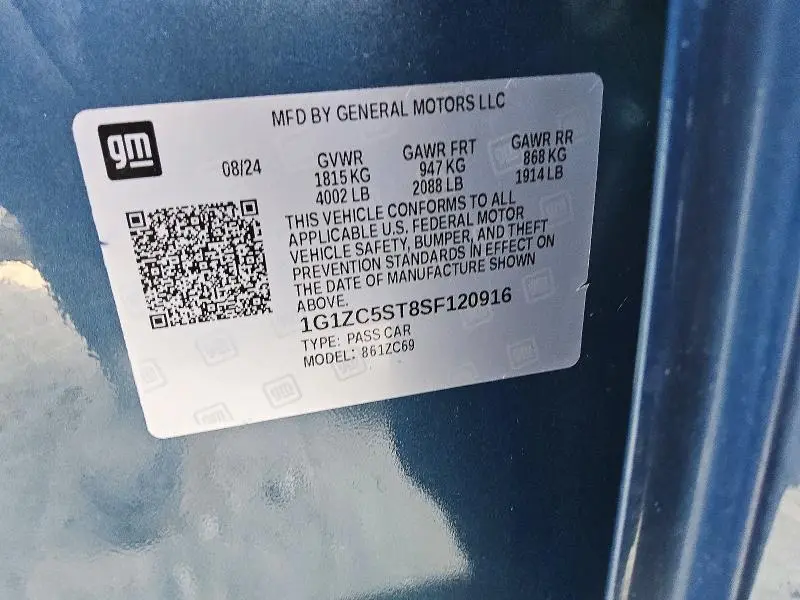 MFD BY GENERAL MOTORS LLC
gm
08/24
GVWR
1815 KG
4002 LB
GAWR FRT
947 KG
2088 LB
GAWR RR
868 KG
1914 LB
THIS VEHICLE CONFORMS TO ALL
APPLICABLE U.S. FEDERAL MOTOR
VEHICLE SAFETY, BUMPER, AND THEFT
PREVENTION STANDARDS IN EFFECT ON
THE DATE OF MANUFACTURE SHOWN
ABOVE.
1G1ZC5ST8SF120916
TYPE: PASS CAR
MODEL: 861ZC69